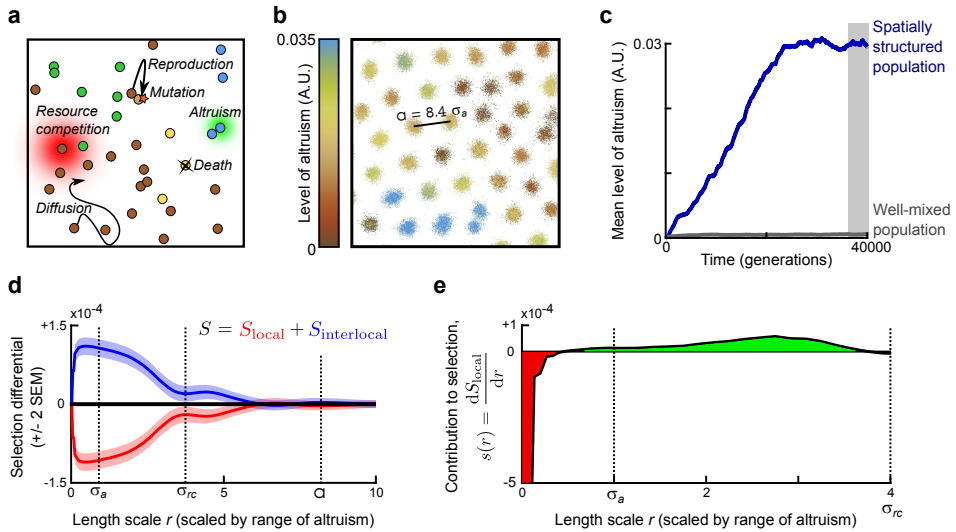 a
Reproduction
Mutation
Resource
competition
Altruism
Death
Diffusion
b
0.035
Level of altruism (A.U.)
0
a = 8.4 σa
c
0.03
Mean level of altruism (A.U.)
0
Spatially
structured
population
Well-mixed
population
40000
Time (generations)
d
x10⁻⁴
+1.5
S = Slocal + Sinterlocal
Selection differential
(+/- 2 SEM)
0
-1.5
0 σa σrc 5 a 10
Length scale r (scaled by range of altruism)
e
x10⁻⁴
+1
0
Contribution to selection,
s(r) = dSlocal/dr
-5
0 1 2 3 4
σa σrc
Length scale r (scaled by range of altruism)